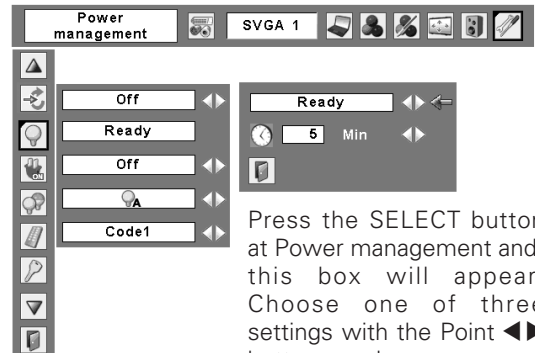 Power
management
SVGA 1
Off
Ready
Off
A
Code1
ON
Ready
5 Min
Press the SELECT button
at Power management and
this box will appear
Choose one of three
settings with the Point ◀▶